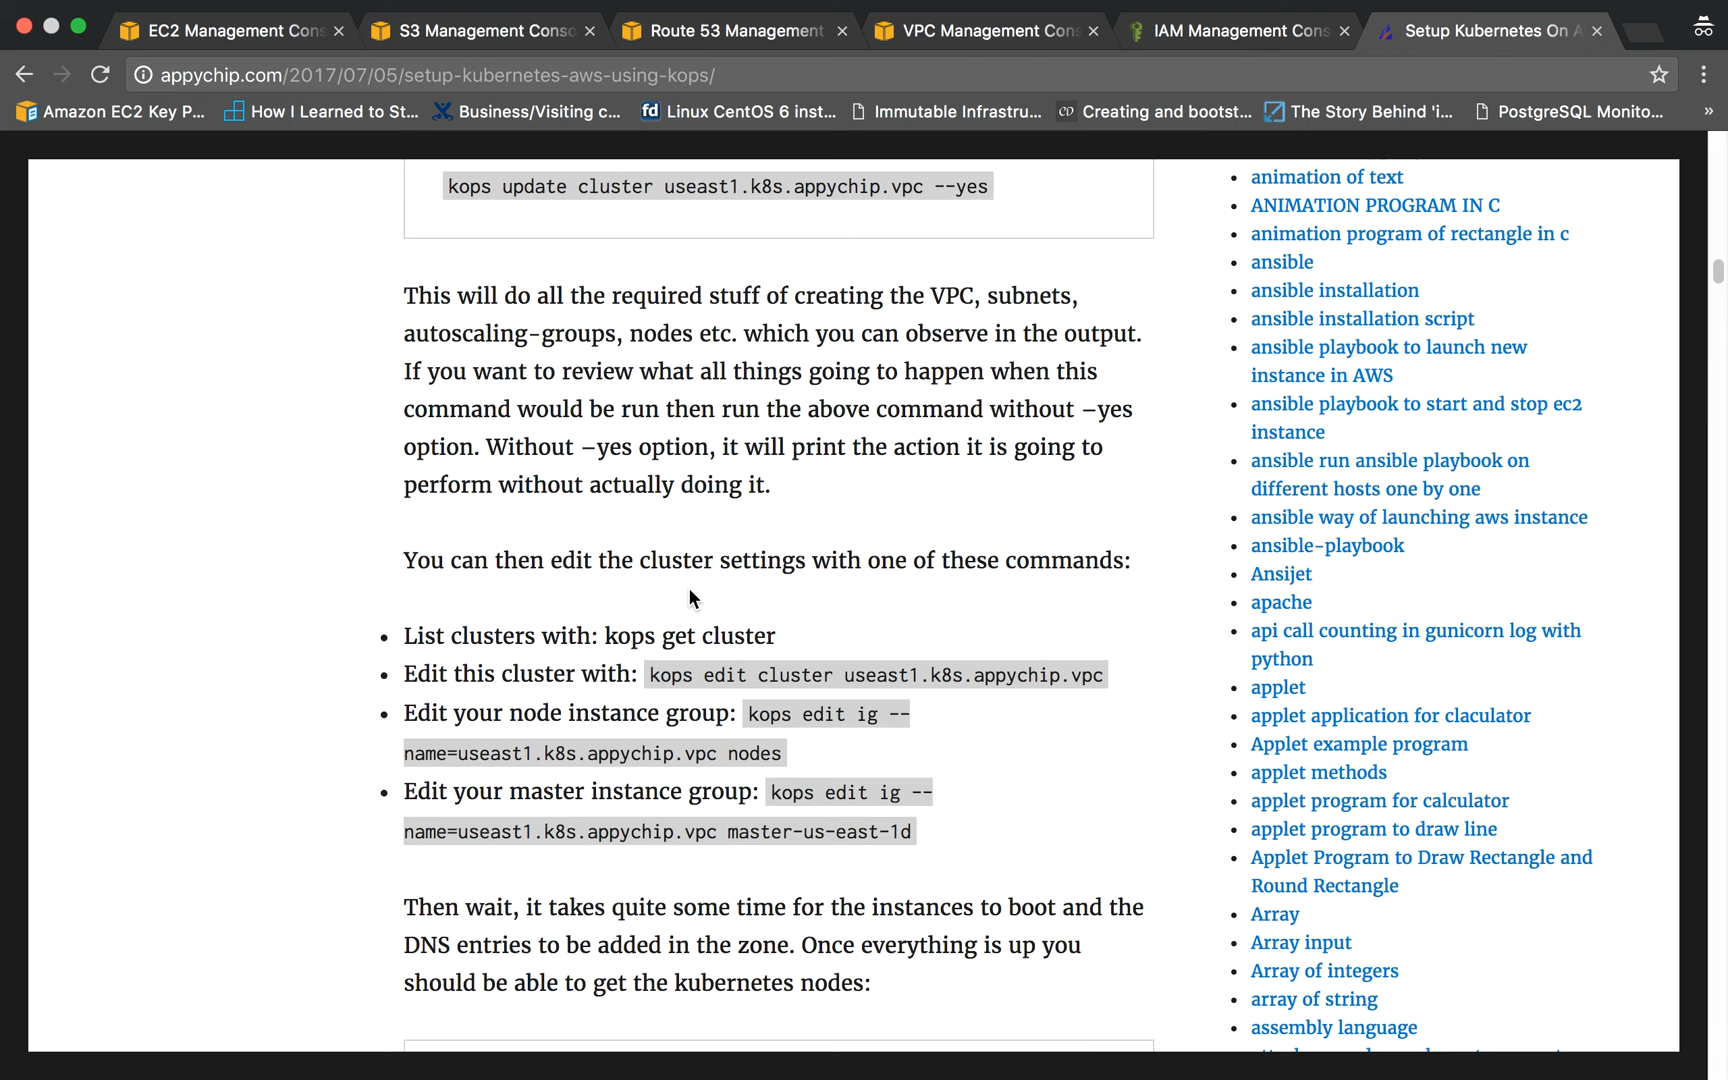 EC2 Management Cons
S3 Management Conso
Route 53 Management
VPC Management Cons
IAM Management Cons
Setup Kubernetes On A
appychip.com/2017/07/05/setup-kubernetes-aws-using-kops/
Amazon EC2 Key P...
How I Learned to St...
Business/Visiting c...
fd Linux CentOS 6 inst...
Immutable Infrastru...
Creating and bootst...
The Story Behind 'i...
PostgreSQL Monito...
»
kops update cluster useast1.k8s.appychip.vpc --yes
This will do all the required stuff of creating the VPC, subnets,
autoscaling-groups, nodes etc. which you can observe in the output.
If you want to review what all things going to happen when this
command would be run then run the above command without –yes
option. Without –yes option, it will print the action it is going to
perform without actually doing it.
You can then edit the cluster settings with one of these commands:
• List clusters with: kops get cluster
• Edit this cluster with: kops edit cluster useast1.k8s.appychip.vpc
• Edit your node instance group: kops edit ig --
name=useast1.k8s.appychip.vpc nodes
• Edit your master instance group: kops edit ig --
name=useast1.k8s.appychip.vpc master-us-east-1d
Then wait, it takes quite some time for the instances to boot and the
DNS entries to be added in the zone. Once everything is up you
should be able to get the kubernetes nodes:
• animation of text
• ANIMATION PROGRAM IN C
• animation program of rectangle in c
• ansible
• ansible installation
• ansible installation script
• ansible playbook to launch new
instance in AWS
• ansible playbook to start and stop ec2
instance
• ansible run ansible playbook on
different hosts one by one
• ansible way of launching aws instance
• ansible-playbook
• Ansijet
• apache
• api call counting in gunicorn log with
python
• applet
• applet application for claculator
• Applet example program
• applet methods
• applet program for calculator
• applet program to draw line
• Applet Program to Draw Rectangle and
Round Rectangle
• Array
• Array input
• Array of integers
• array of string
• assembly language